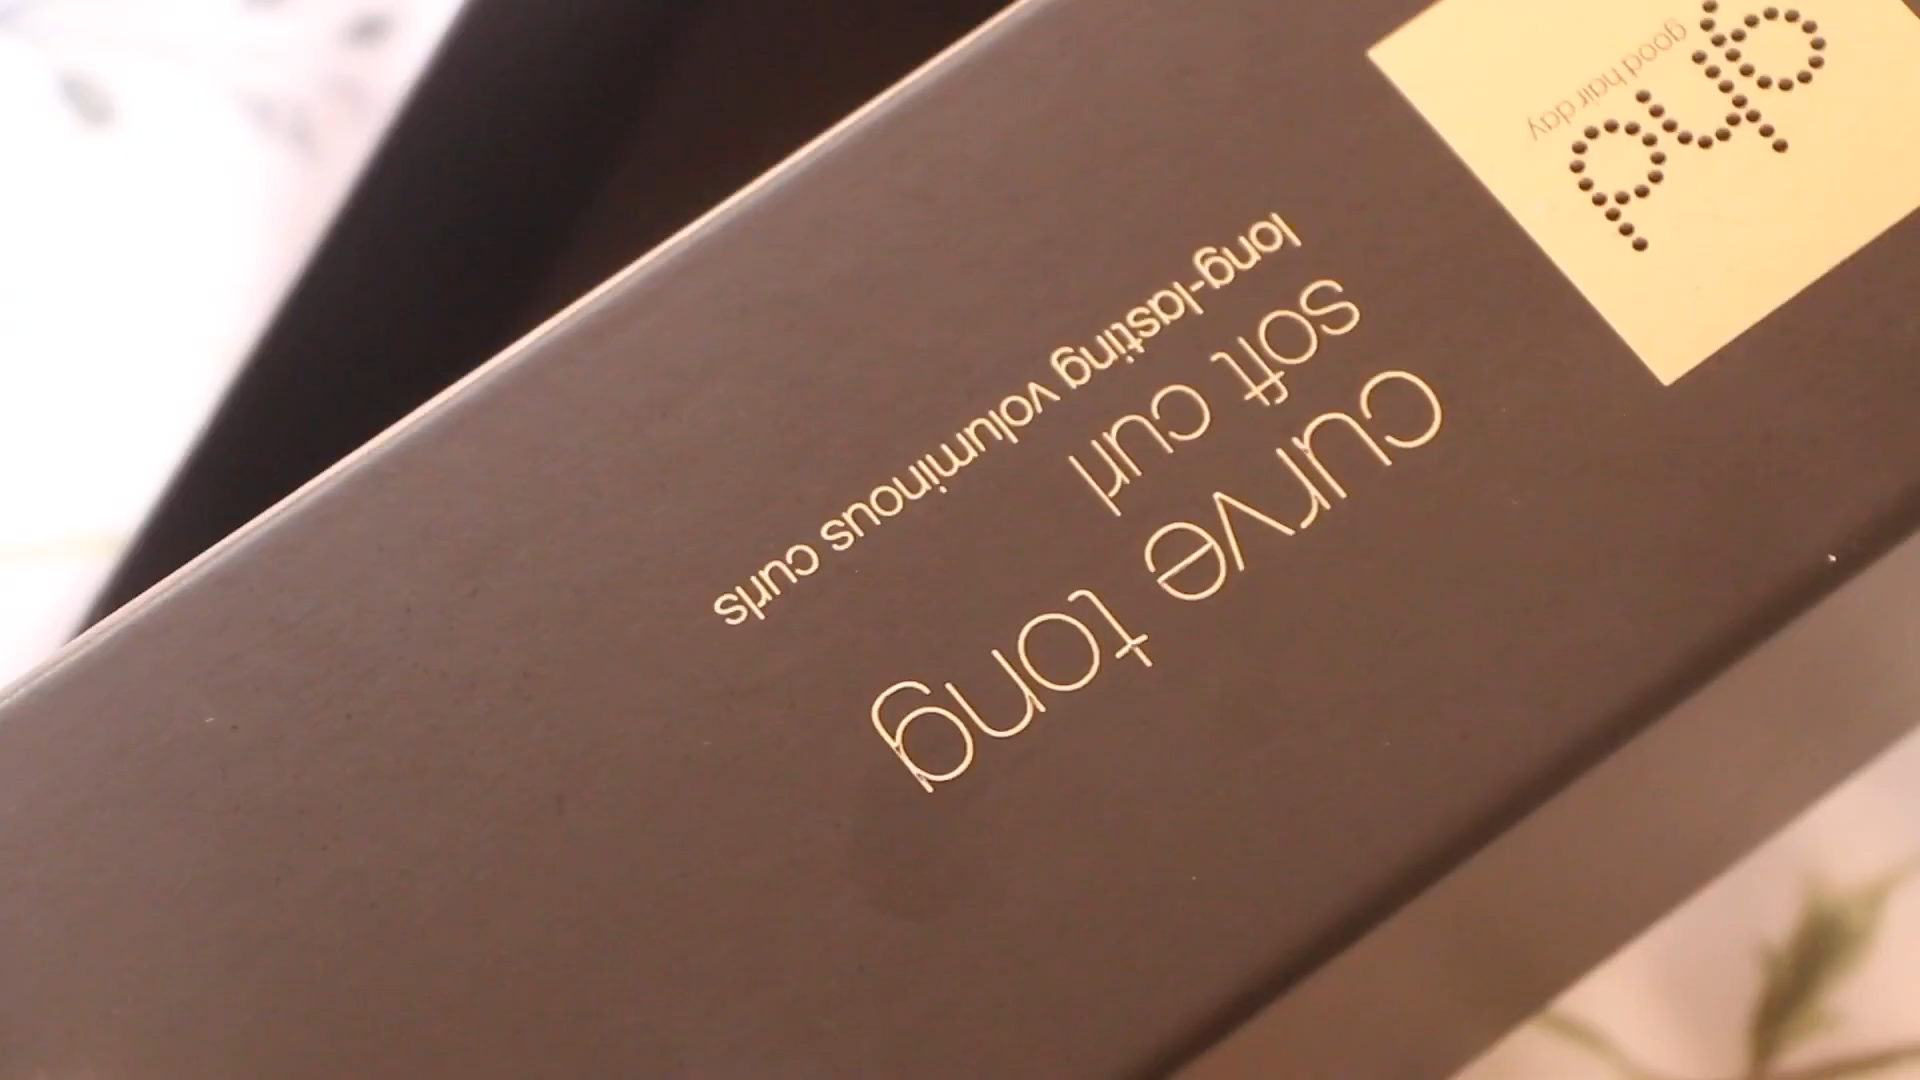 ghd
good hair day
curve tong
soft curl
long-lasting voluminous curls